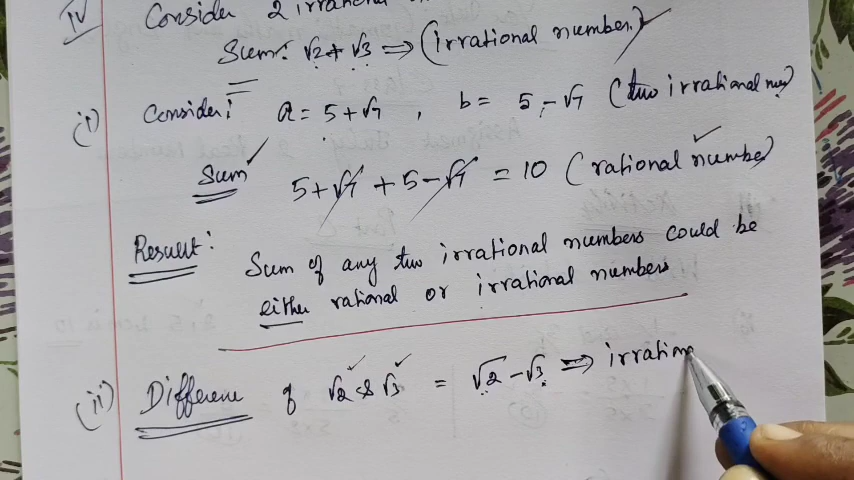 IV Consider 2 irrational
Sum: √2 + √3 ⇒ (irrational number)
(i) Consider: a = 5 + √7 , b = 5 - √7 (two irrational nos)
Sum 5 + √7 + 5 - √7 = 10 (rational number)
Result:
Sum of any two irrational numbers could be
either rational or irrational numbers
(ii) Difference of √2 & √3 = √2 - √3 ⇒ irration